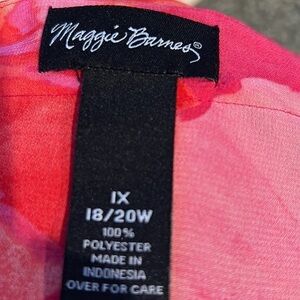 Maggie Barnes®
1X
18/20W
100%
POLYESTER
MADE IN
INDONESIA
OVER FOR CARE